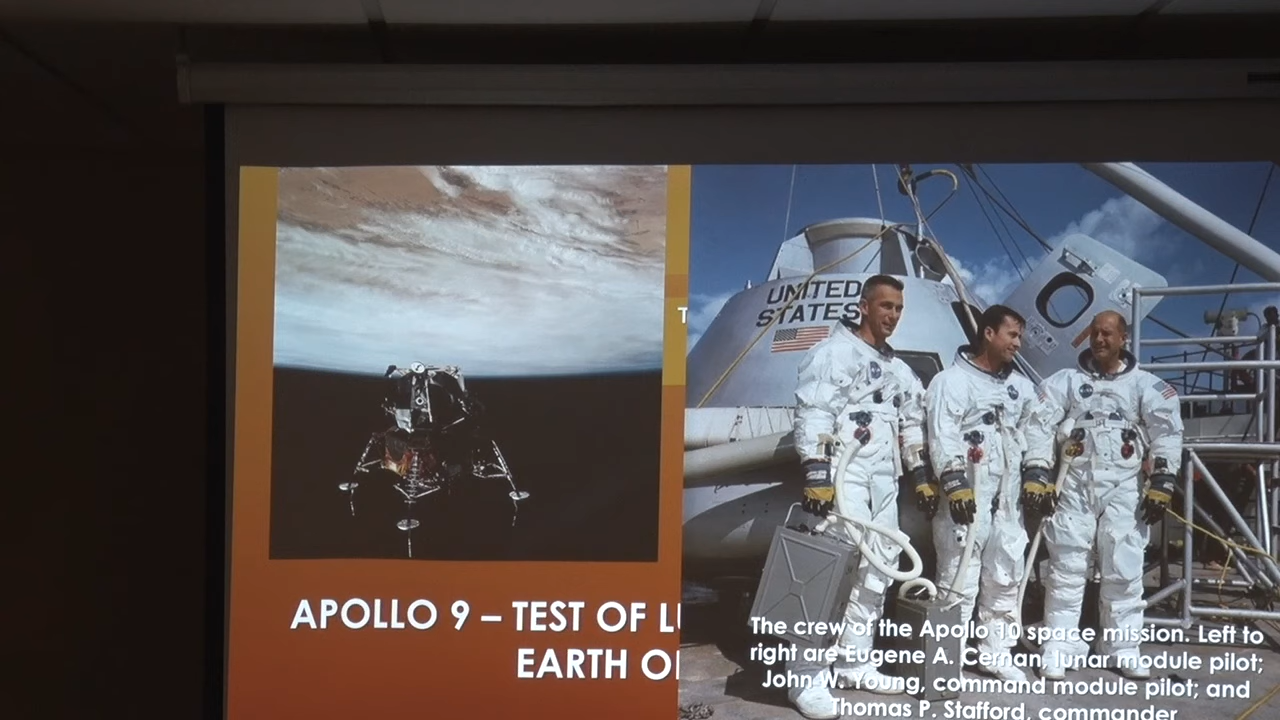 UNITED
STATES
APOLLO 9 – TEST OF
EARTH
The crew of the Apollo 10 space mission. Left to
right are Eugene A. Cernan, lunar module pilot;
John W. Young, command module pilot; and
Thomas P. Stafford, commander